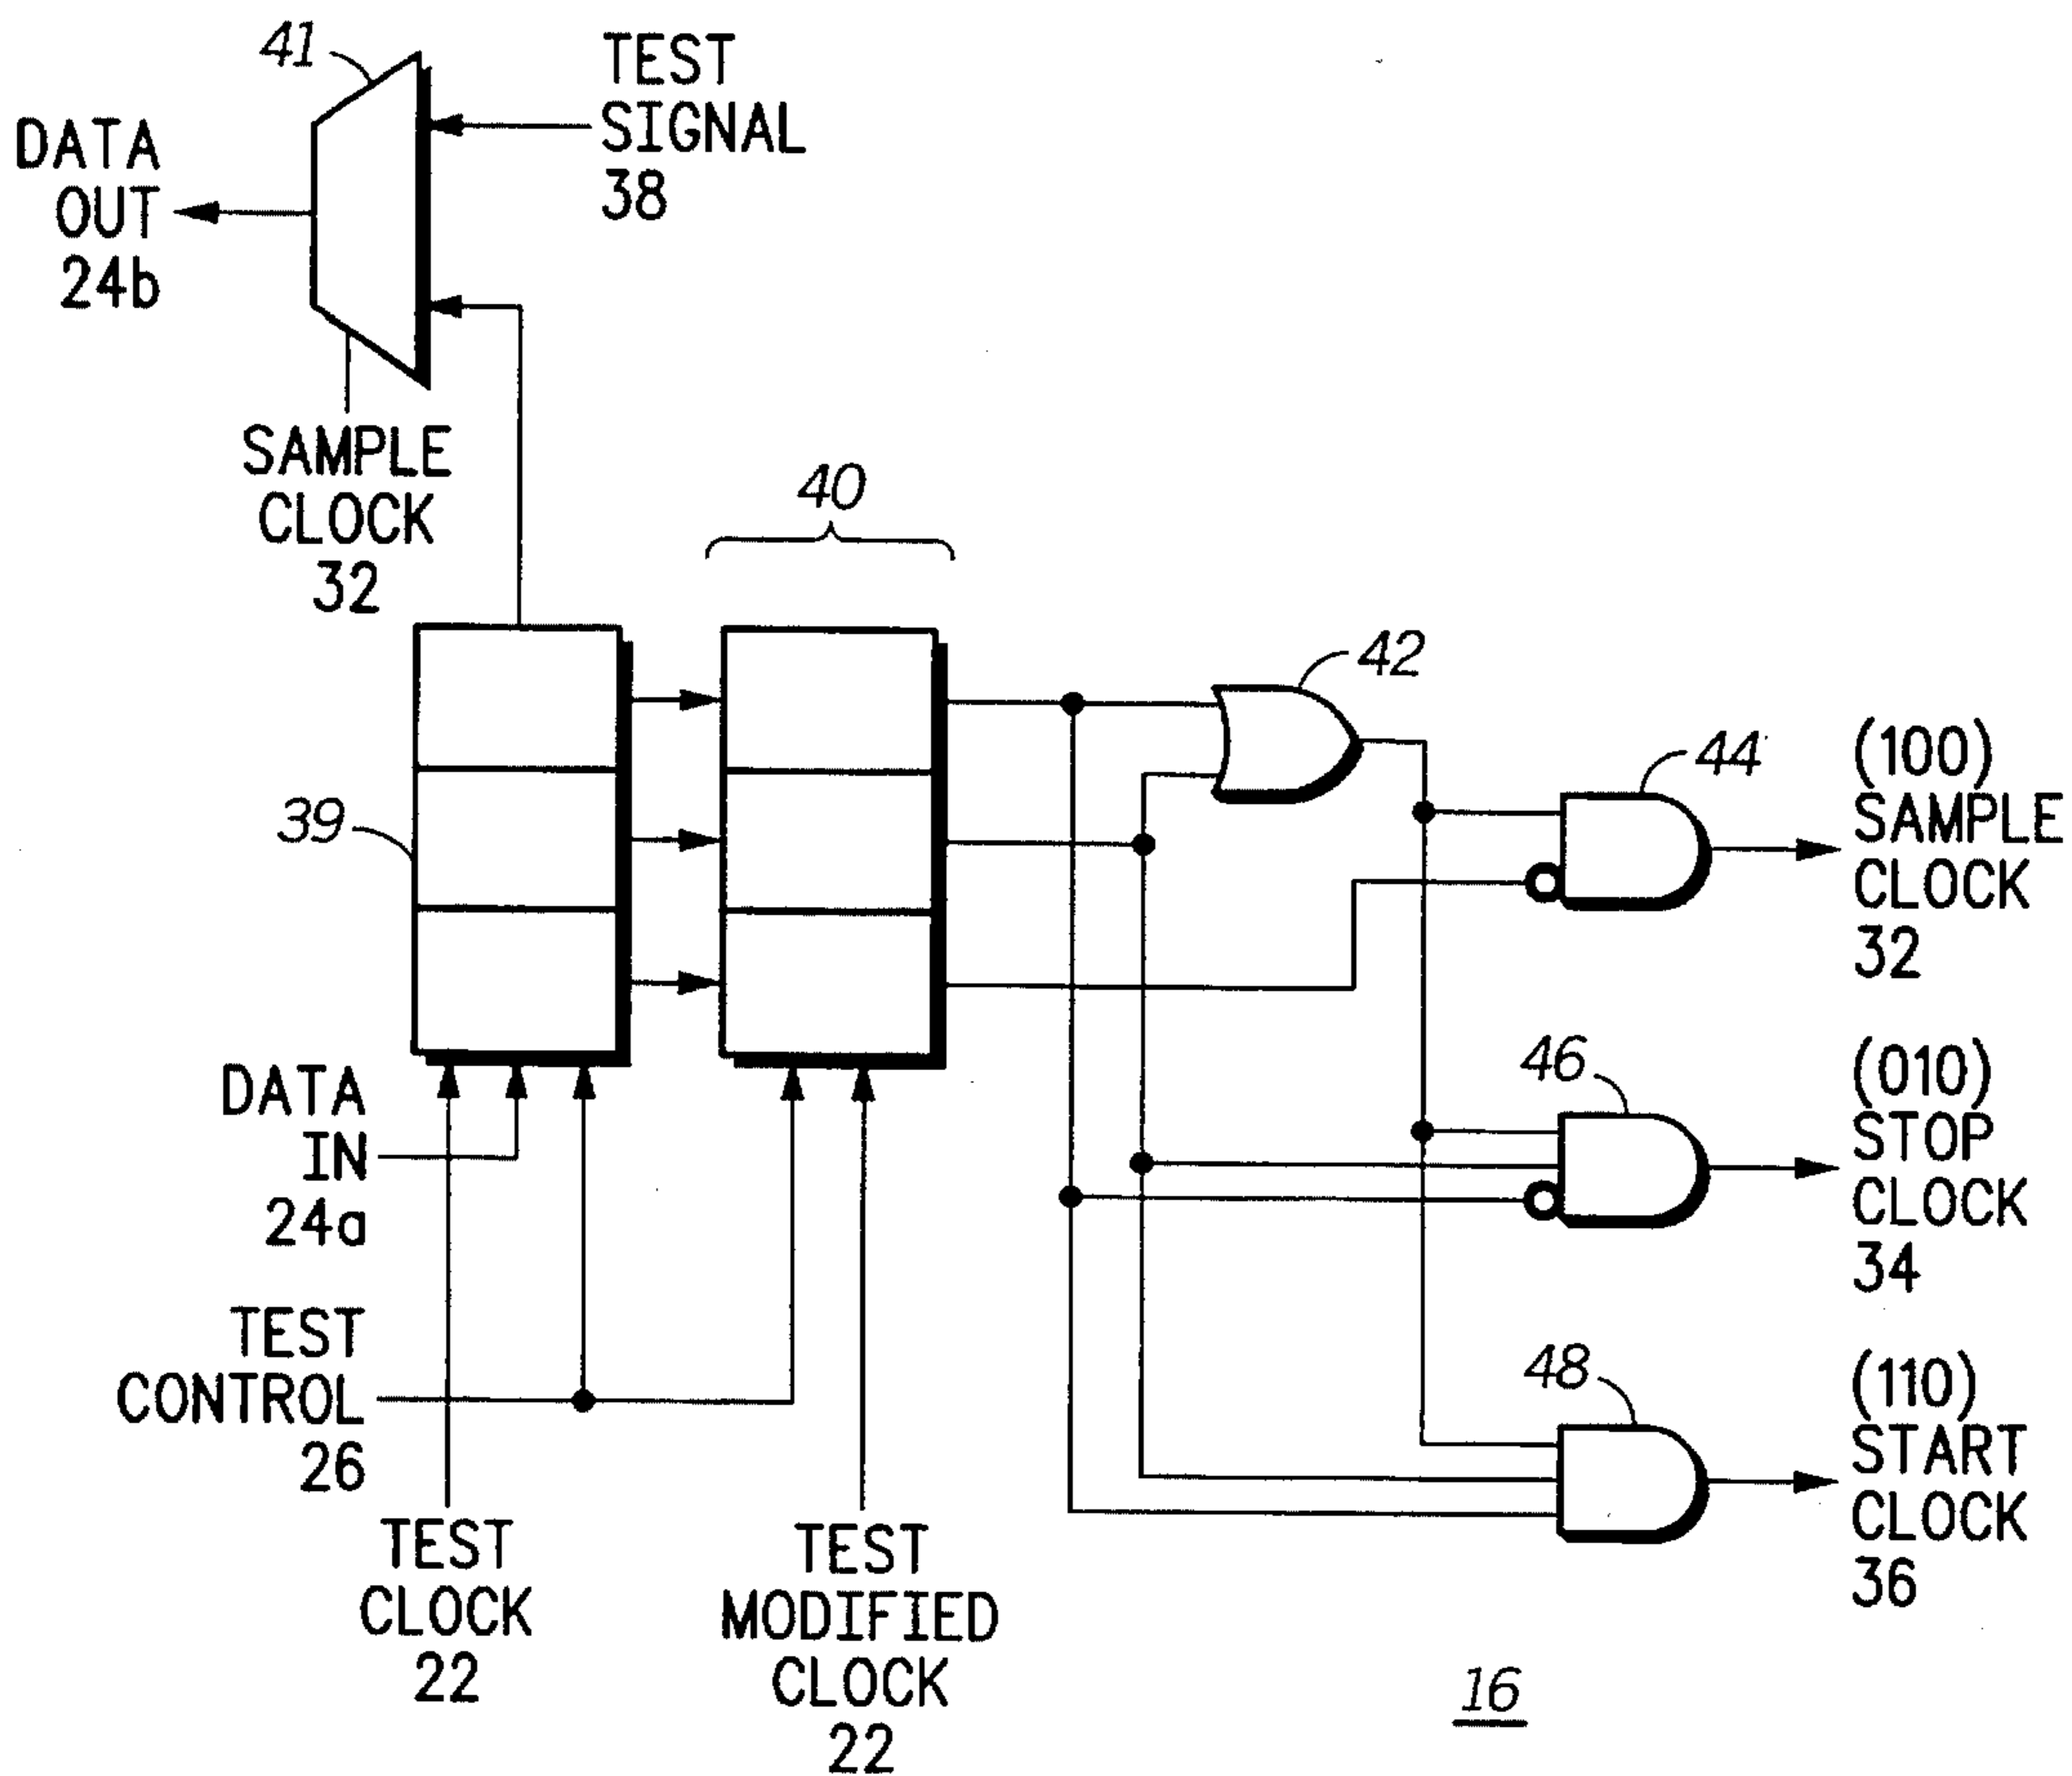 41
TEST
SIGNAL
38
DATA
OUT
24b
SAMPLE
CLOCK
32
40
42
44
(100)
SAMPLE
CLOCK
32
39
46
(010)
STOP
CLOCK
34
DATA
IN
24a
TEST
CONTROL
26
48
(110)
START
CLOCK
36
TEST
CLOCK
22
TEST
MODIFIED
CLOCK
22
16